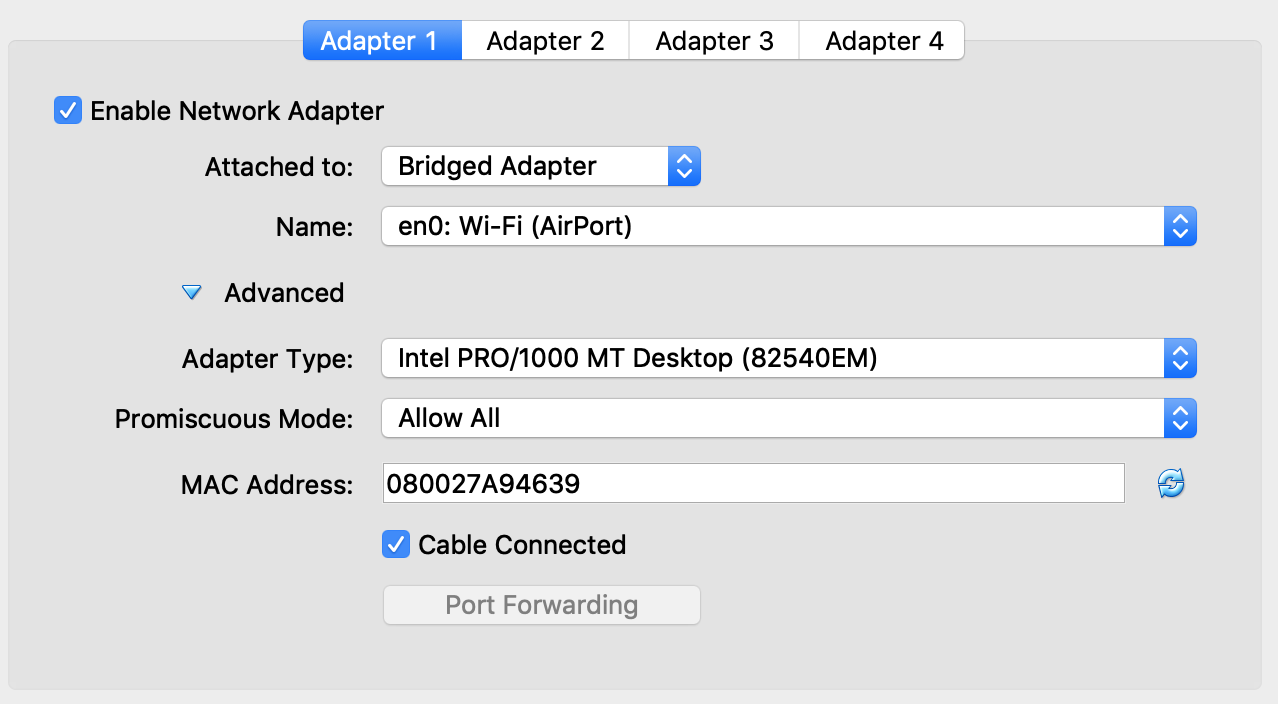 Adapter 1 Adapter 2 Adapter 3 Adapter 4
Enable Network Adapter
Attached to: Bridged Adapter
Name: en0: Wi-Fi (AirPort)
Advanced
Adapter Type: Intel PRO/1000 MT Desktop (82540EM)
Promiscuous Mode: Allow All
MAC Address: 080027A94639
Cable Connected
Port Forwarding